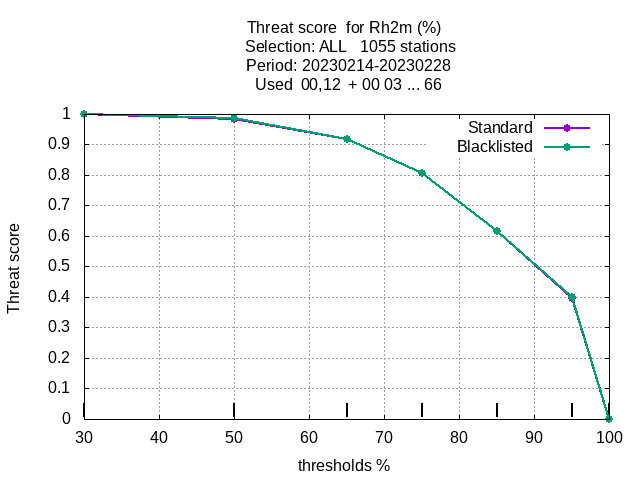 Threat score  for Rh2m (%)
Selection: ALL   1055 stations
Period: 20230214-20230228
Used  00,12  + 00 03 ... 66
Standard
Blacklisted
Threat score
1
0.9
0.8
0.7
0.6
0.5
0.4
0.3
0.2
0.1
0
30 40 50 60 70 80 90 100
thresholds %